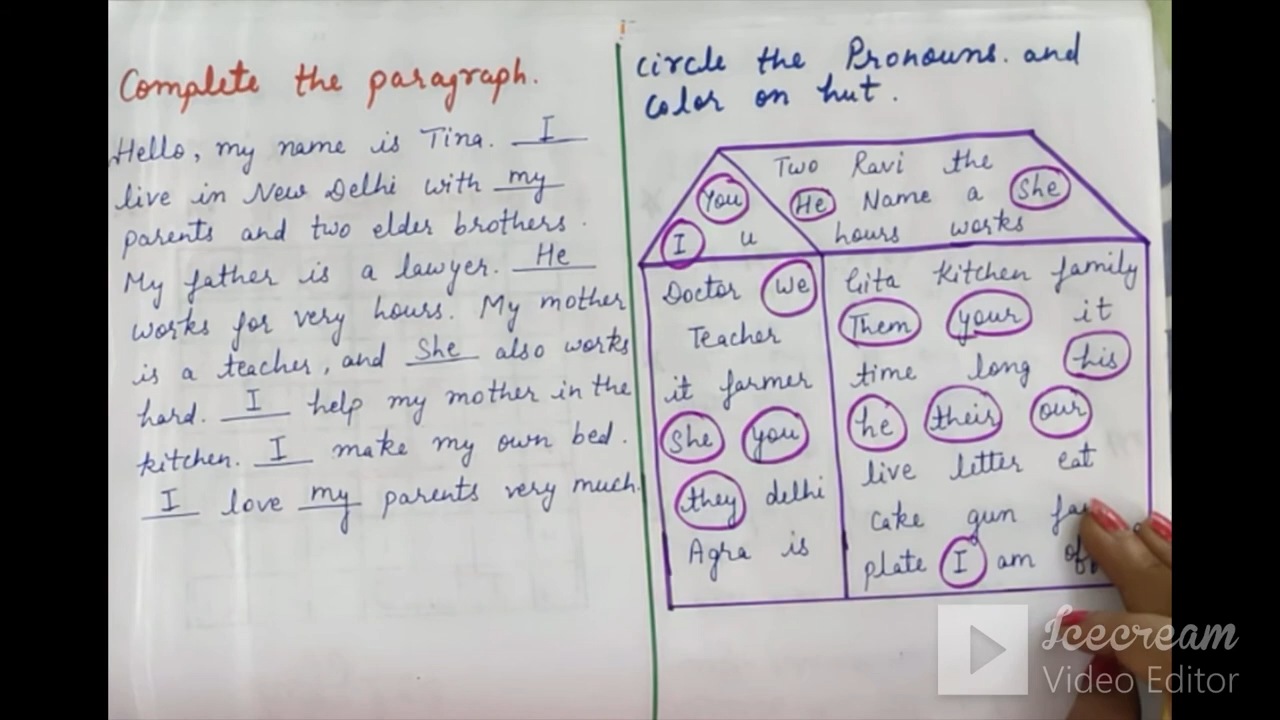 Complete the paragraph.
Hello, my name is Tina. I
live in New Delhi with my
parents and two elder brothers.
My father is a lawyer. He
works for very hours. My mother
is a teacher, and She also works
hard. I help my mother in the
kitchen. I make my own bed.
I love my parents very much.
circle the Pronouns. and
color on hut.
Two Ravi the
You He Name a She
I u hours works
Doctor We
Teacher
it farmer
She you
they delhi
Agra is
Gita Kitchen family
Them your it
time long his
he their our
live letter eat
cake gun
plate I am
Icecream
Video Editor